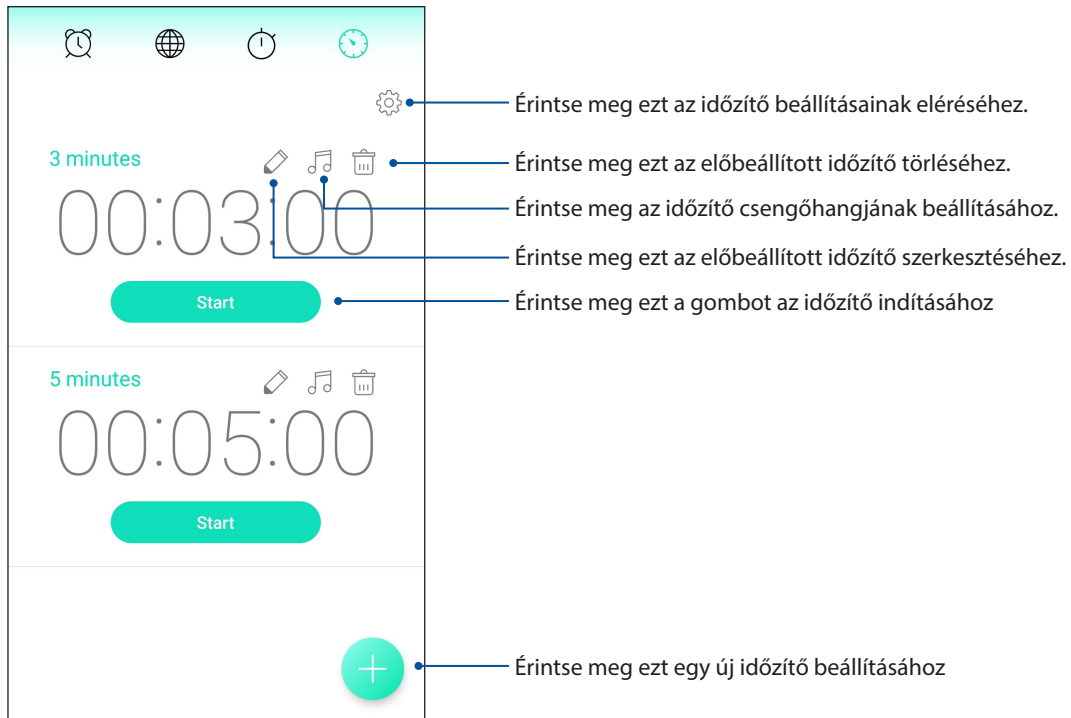 Érintse meg ezt az időzítő beállításainak eléréséhez.
3 minutes
Érintse meg ezt az előbeállított időzítő törléséhez.
00:03:00
Érintse meg az időzítő csengőhangjának beállításához.
Érintse meg ezt az előbeállított időzítő szerkesztéséhez.
Start
Érintse meg ezt a gombot az időzítő indításához
5 minutes
00:05:00
Start
Érintse meg ezt egy új időzítő beállításához